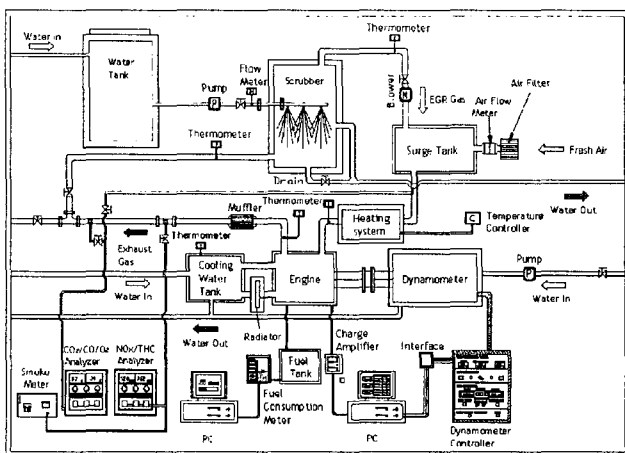 Water in
Water
Tank
Pump
Flow
Meter
Scrubber
Thermometer
Blower
EGR Gas
Air Filter
Air Flow
Meter
Surge Tank
Fresh Air
Thermometer
Drain
Thermometer
Muffler
Heating
system
Water Out
Temperature
Controller
Exhaust
Gas
Thermometer
Cooling
Water
Tank
Engine
Dynamometer
Pump
Water In
Water In
Water Out
Radiator
Charge
Amplifier
Interface
CO₂/CO/O₂
Analyzer
NOx/THC
Analyzer
Smoke
Meter
Fuel
Tank
Fuel
Consumption
Meter
PC
PC
Dynamometer
Controller